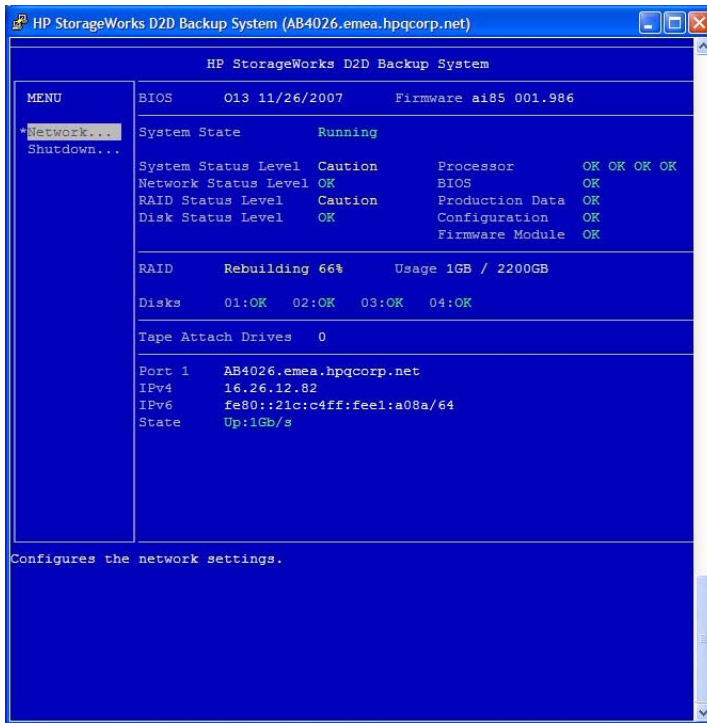 HP StorageWorks D2D Backup System (AB4026.emea.hpqcorp.net)
HP StorageWorks D2D Backup System
MENU
*Network...
Shutdown...
BIOS O13 11/26/2007 Firmware ai85 001.986
System State Running
System Status Level Caution Processor OK OK OK OK
Network Status Level OK BIOS OK
RAID Status Level Caution Production Data OK
Disk Status Level OK Configuration OK
Firmware Module OK
RAID Rebuilding 66% Usage 1GB / 2200GB
Disks 01:OK 02:OK 03:OK 04:OK
Tape Attach Drives 0
Port 1 AB4026.emea.hpqcorp.net
IPv4 16.26.12.82
IPv6 fe80::21c:c4ff:fee1:a08a/64
State Up:1Gb/s
Configures the network settings.